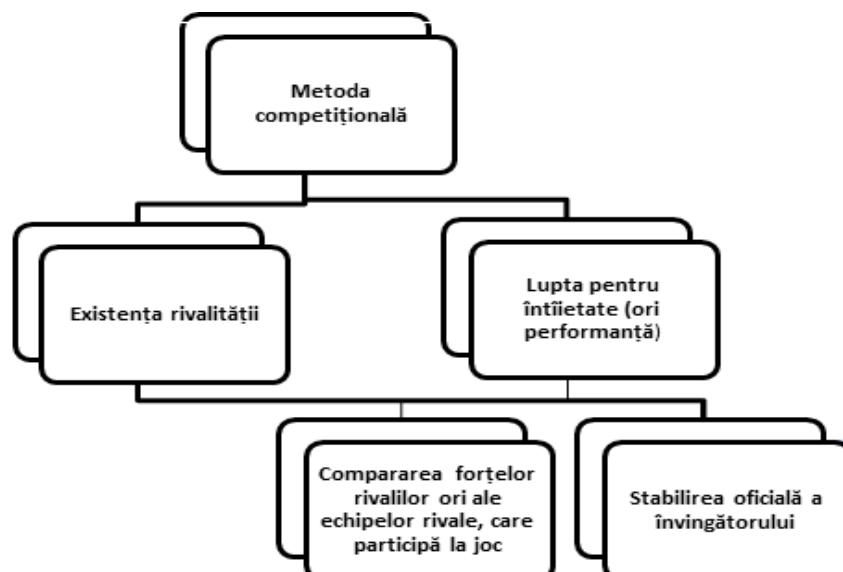 Metoda
competițională
Existența rivalității
Lupta pentru
întîietate (ori
performanță)
Compararea forțelor
rivalilor ori ale
echipelor rivale, care
participă la joc
Stabilirea oficială a
învingătorului